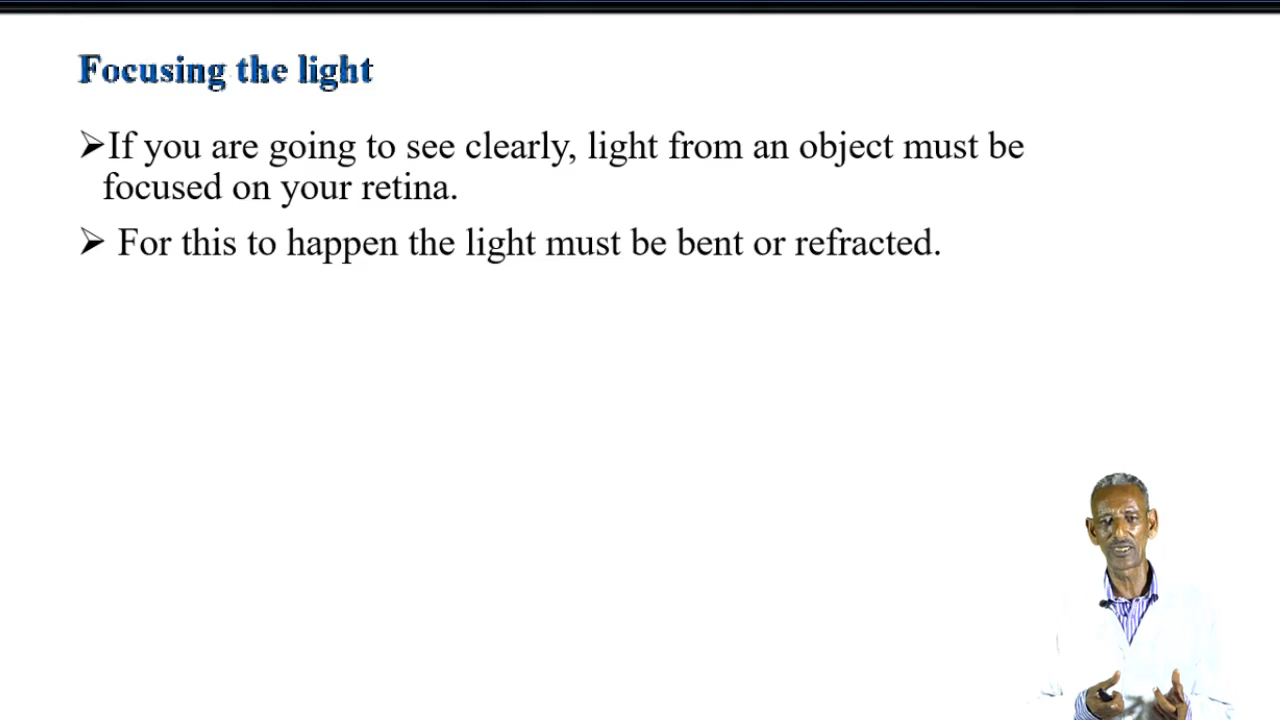 Focusing the light
➢If you are going to see clearly, light from an object must be
focused on your retina.
➢ For this to happen the light must be bent or refracted.